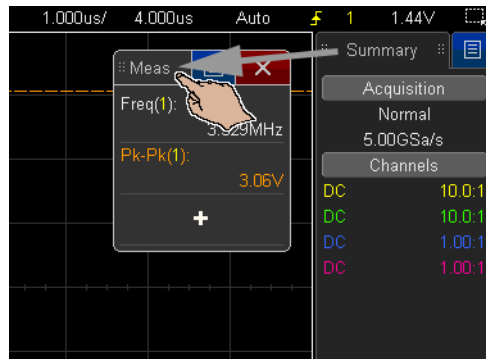 1.000us/ 4.000us Auto 1 1.44V
Summary
Meas
Acquisition
Freq(1):
Normal
5.00GSa/s
Pk-Pk(1):
Channels
3.06V
DC 10.0:1
DC 10.0:1
DC 1.00:1
DC 1.00:1